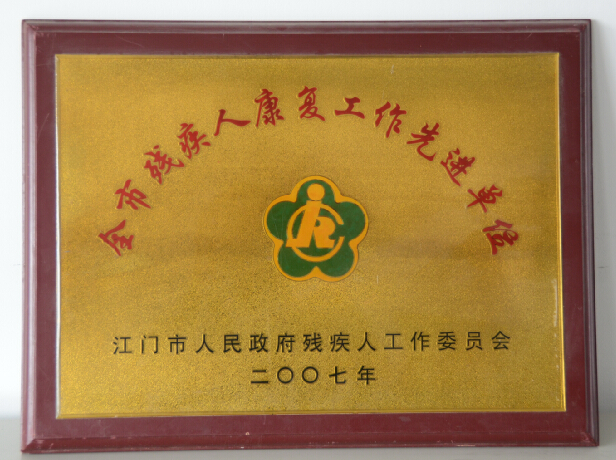 全市残疾人康复工作先进单位
江门市人民政府残疾人工作委员会
二〇〇七年